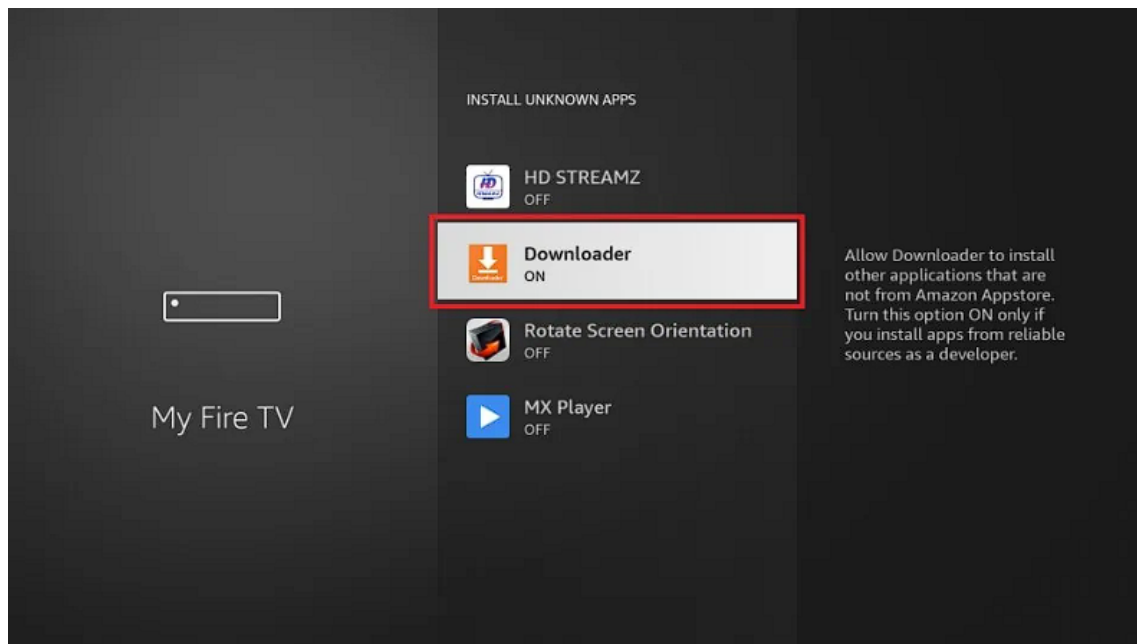 INSTALL UNKNOWN APPS
HD STREAMZ
OFF
Downloader
ON
Rotate Screen Orientation
OFF
MX Player
OFF
My Fire TV
Allow Downloader to install
other applications that are
not from Amazon Appstore.
Turn this option ON only if
you install apps from reliable
sources as a developer.